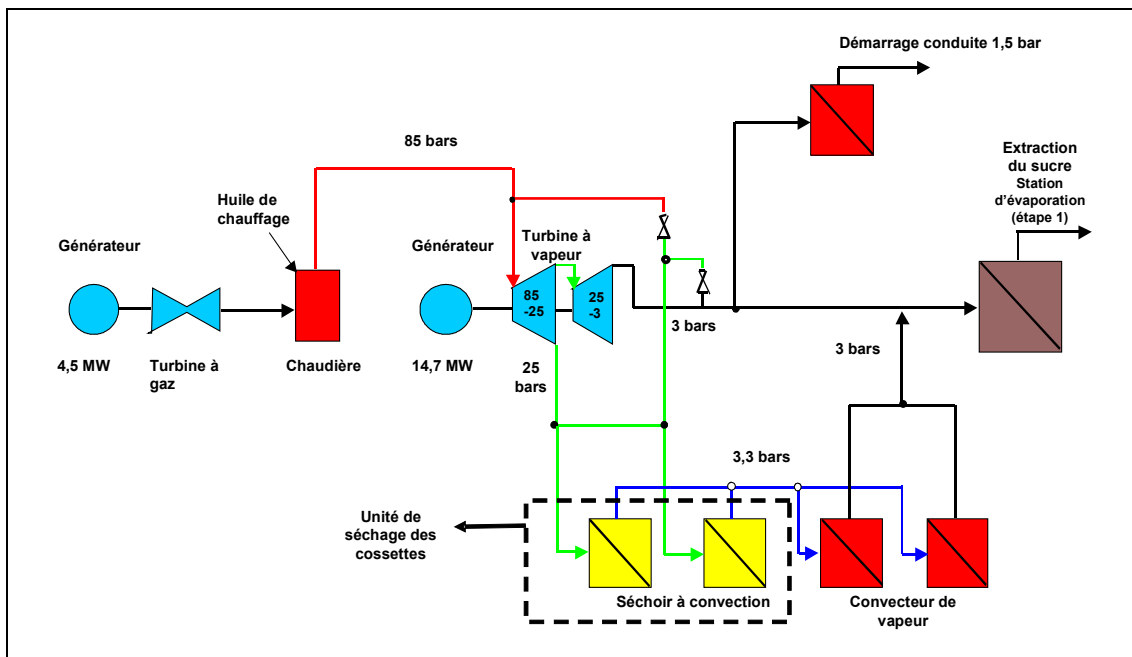 Démarrage conduite 1,5 bar
85 bars
Extraction
du sucre
Station
d'évaporation
(étape 1)
Huile de
chauffage
Générateur
Générateur
Turbine à
vapeur
85
-25
25
-3
3 bars
3 bars
4,5 MW
Turbine à
gaz
Chaudière
14,7 MW
25
bars
3,3 bars
Unité de
séchage des
cossettes
Séchoir à convection
Convecteur de
vapeur